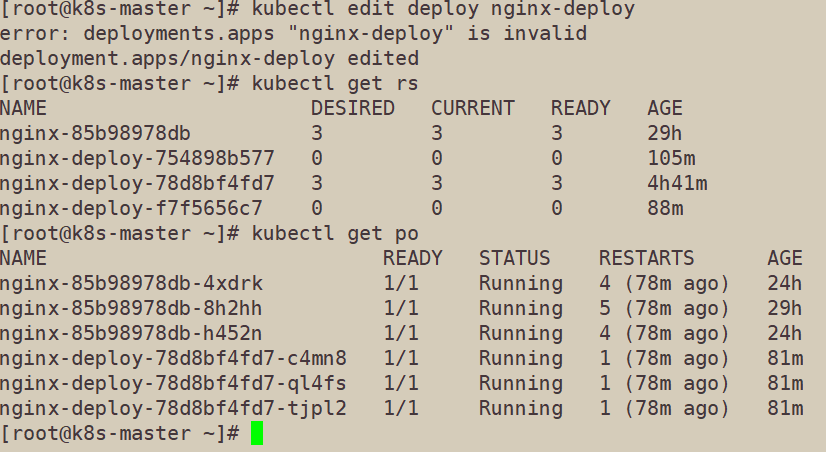 [root@k8s-master ~]# kubectl edit deploy nginx-deploy
error: deployments.apps "nginx-deploy" is invalid
deployment.apps/nginx-deploy edited
[root@k8s-master ~]# kubectl get rs
NAME                      DESIRED   CURRENT   READY   AGE
nginx-85b98978db          3         3         3       29h
nginx-deploy-754898b577   0         0         0       105m
nginx-deploy-78d8bf4fd7   3         3         3       4h41m
nginx-deploy-f7f5656c7    0         0         0       88m
[root@k8s-master ~]# kubectl get po
NAME                            READY   STATUS    RESTARTS      AGE
nginx-85b98978db-4xdrk          1/1     Running   4 (78m ago)   24h
nginx-85b98978db-8h2hh          1/1     Running   5 (78m ago)   29h
nginx-85b98978db-h452n          1/1     Running   4 (78m ago)   24h
nginx-deploy-78d8bf4fd7-c4mn8   1/1     Running   1 (78m ago)   81m
nginx-deploy-78d8bf4fd7-ql4fs   1/1     Running   1 (78m ago)   81m
nginx-deploy-78d8bf4fd7-tjpl2   1/1     Running   1 (78m ago)   81m
[root@k8s-master ~]#